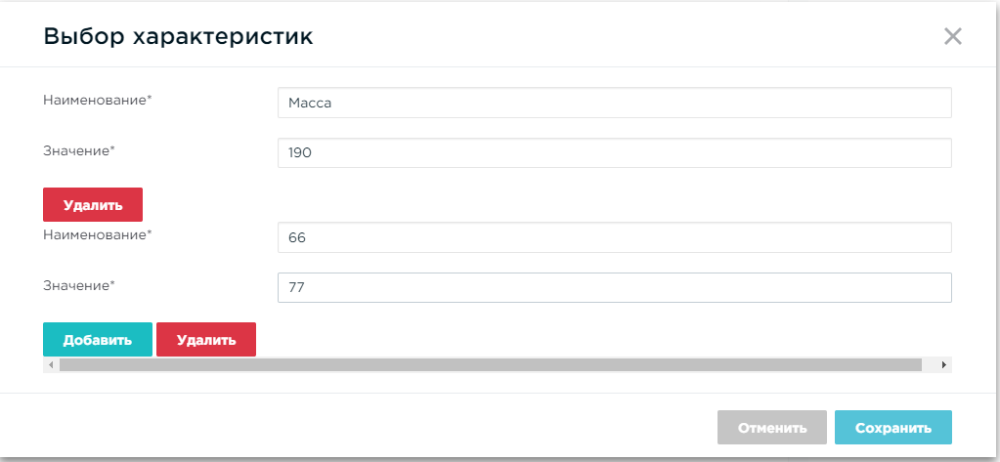 Выбор характеристик
Наименование*
Масса
Значение*
190
Удалить
Наименование*
66
Значение*
77
Добавить Удалить
Отменить Сохранить